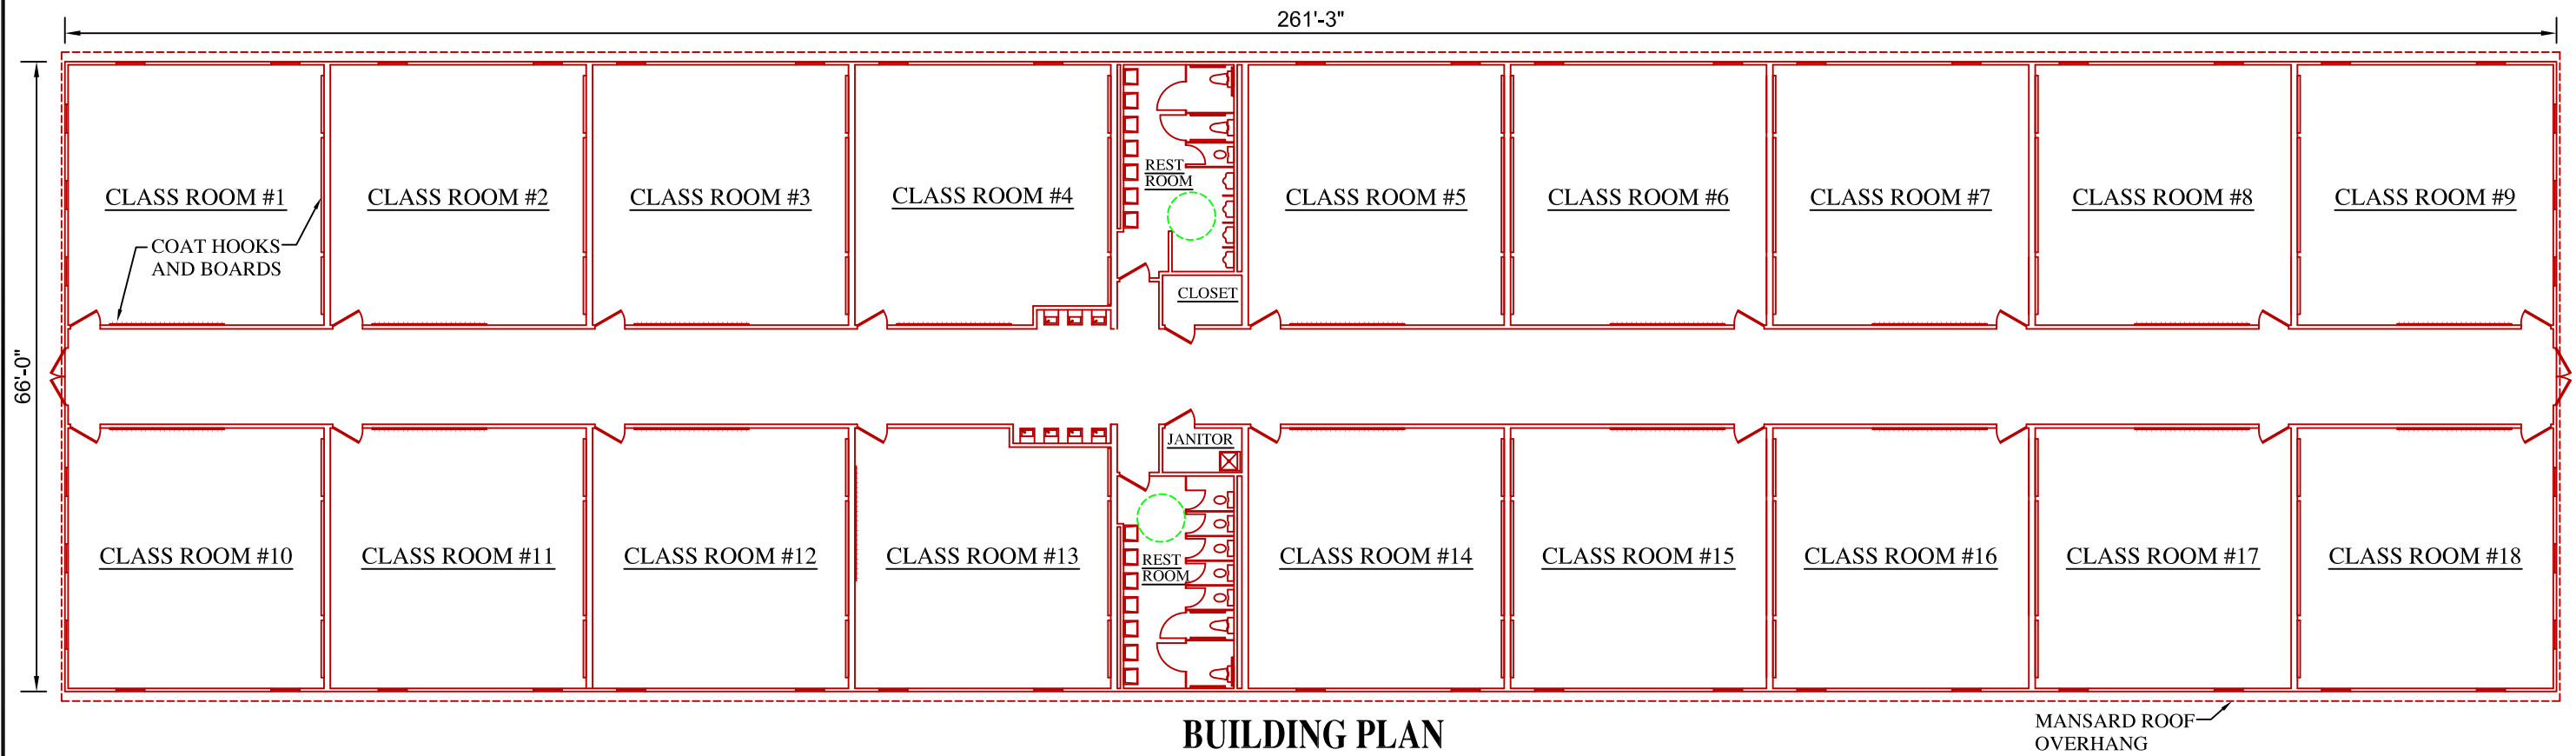 261'-3"
66'-0"
CLASS ROOM #1
CLASS ROOM #2
CLASS ROOM #3
CLASS ROOM #4
REST
ROOM
CLASS ROOM #5
CLASS ROOM #6
CLASS ROOM #7
CLASS ROOM #8
CLASS ROOM #9
COAT HOOKS
AND BOARDS
CLOSET
JANITOR
CLASS ROOM #10
CLASS ROOM #11
CLASS ROOM #12
CLASS ROOM #13
REST
ROOM
CLASS ROOM #14
CLASS ROOM #15
CLASS ROOM #16
CLASS ROOM #17
CLASS ROOM #18
BUILDING PLAN
MANSARD ROOF
OVERHANG